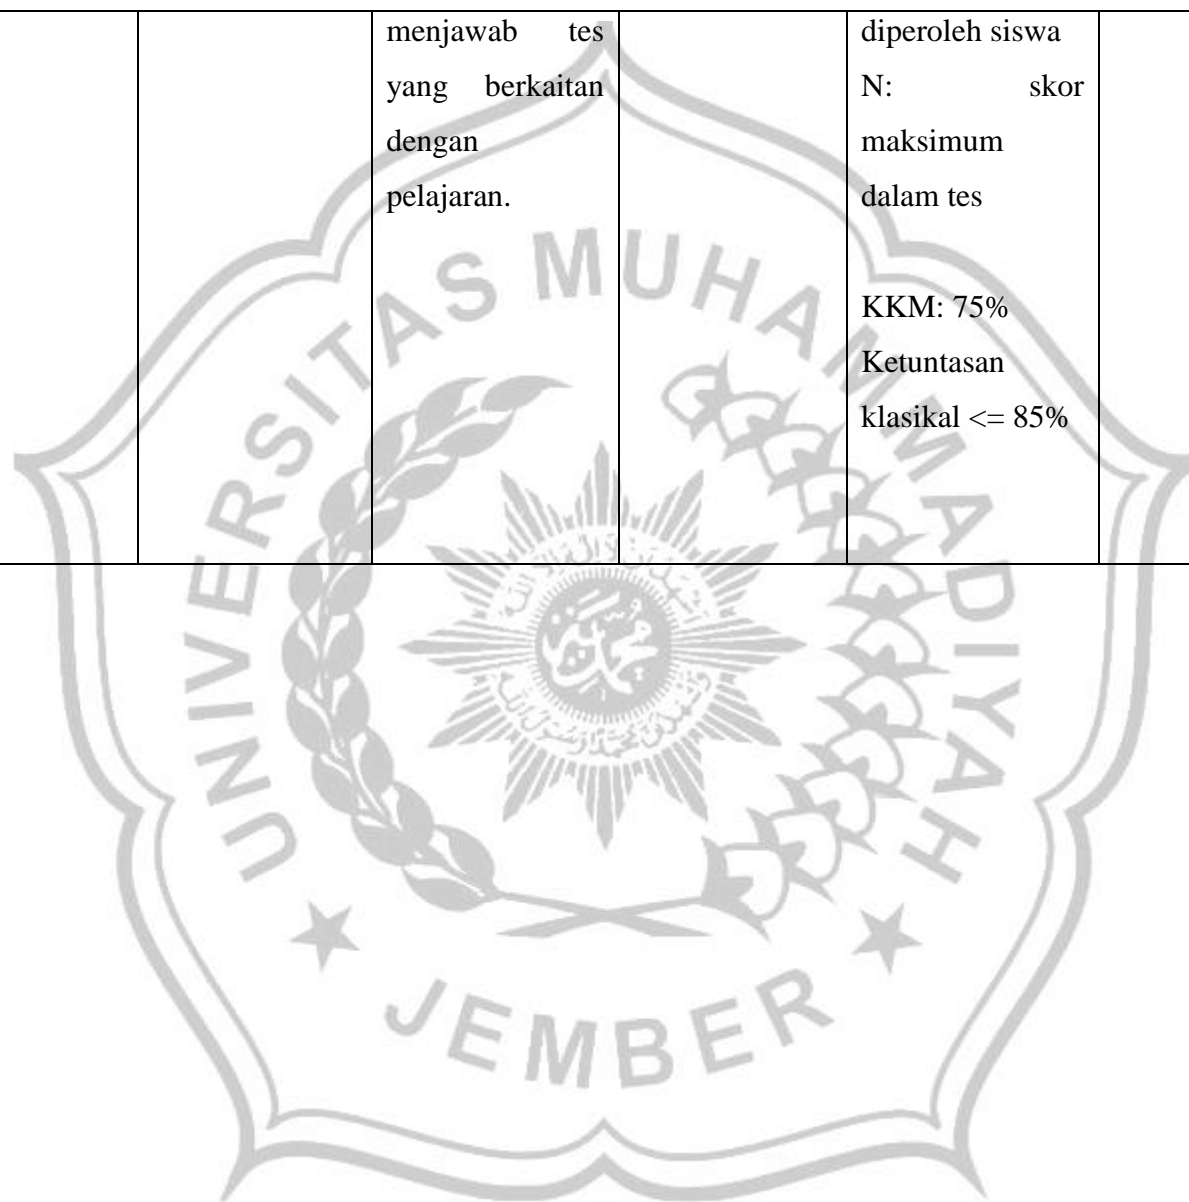 menjawab tes
yang berkaitan
dengan
pelajaran.
diperoleh siswa
N: skor
maksimum
dalam tes
KKM: 75%
Ketuntasan
klasikal <= 85%
UNIVERSITAS MUHAMMADIYAH
JEMBER